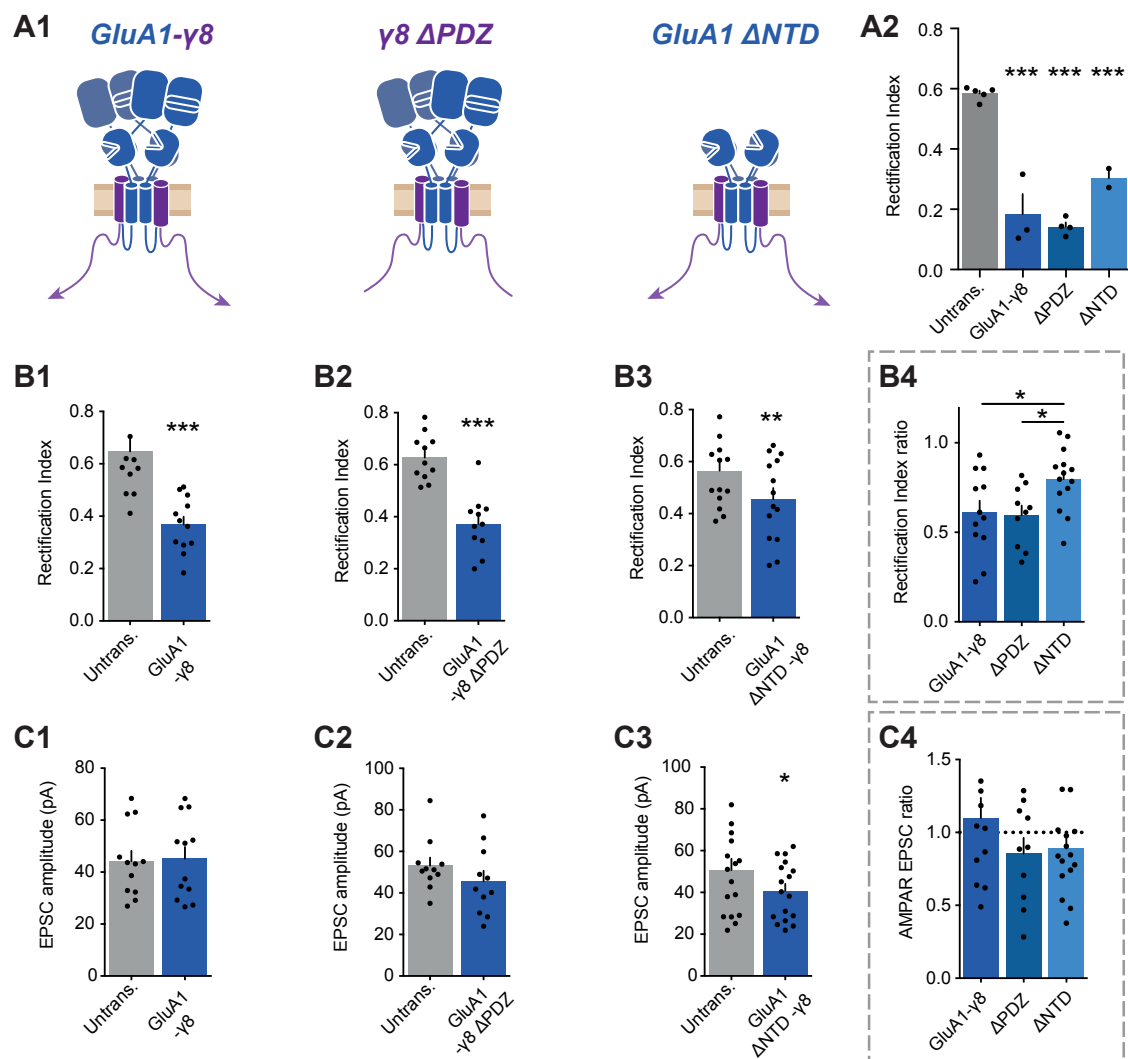 A1
GluA1-γ8
γ8 ΔPDZ
GluA1 ΔNTD
A2
Rectification Index
0.8
0.6
0.4
0.2
0.0
***
***
***
Untrans.
GluA1-γ8
ΔPDZ
ΔNTD
B1
Rectification Index
0.8
0.6
0.4
0.2
0.0
***
Untrans.
GluA1
-γ8
B2
Rectification Index
0.8
0.6
0.4
0.2
0.0
***
Untrans.
GluA1
-γ8 ΔPDZ
B3
Rectification Index
0.8
0.6
0.4
0.2
0.0
**
Untrans.
GluA1
ΔNTD -γ8
B4
Rectification Index ratio
1.0
0.5
0.0
*
*
GluA1-γ8
ΔPDZ
ΔNTD
C1
EPSC amplitude (pA)
80
60
40
20
0
Untrans.
GluA1
-γ8
C2
EPSC amplitude (pA)
100
80
60
40
20
0
Untrans.
GluA1
-γ8 ΔPDZ
C3
EPSC amplitude (pA)
100
80
60
40
20
0
*
Untrans.
GluA1
ΔNTD -γ8
C4
AMPAR EPSC ratio
1.5
1.0
0.5
0.0
GluA1-γ8
ΔPDZ
ΔNTD